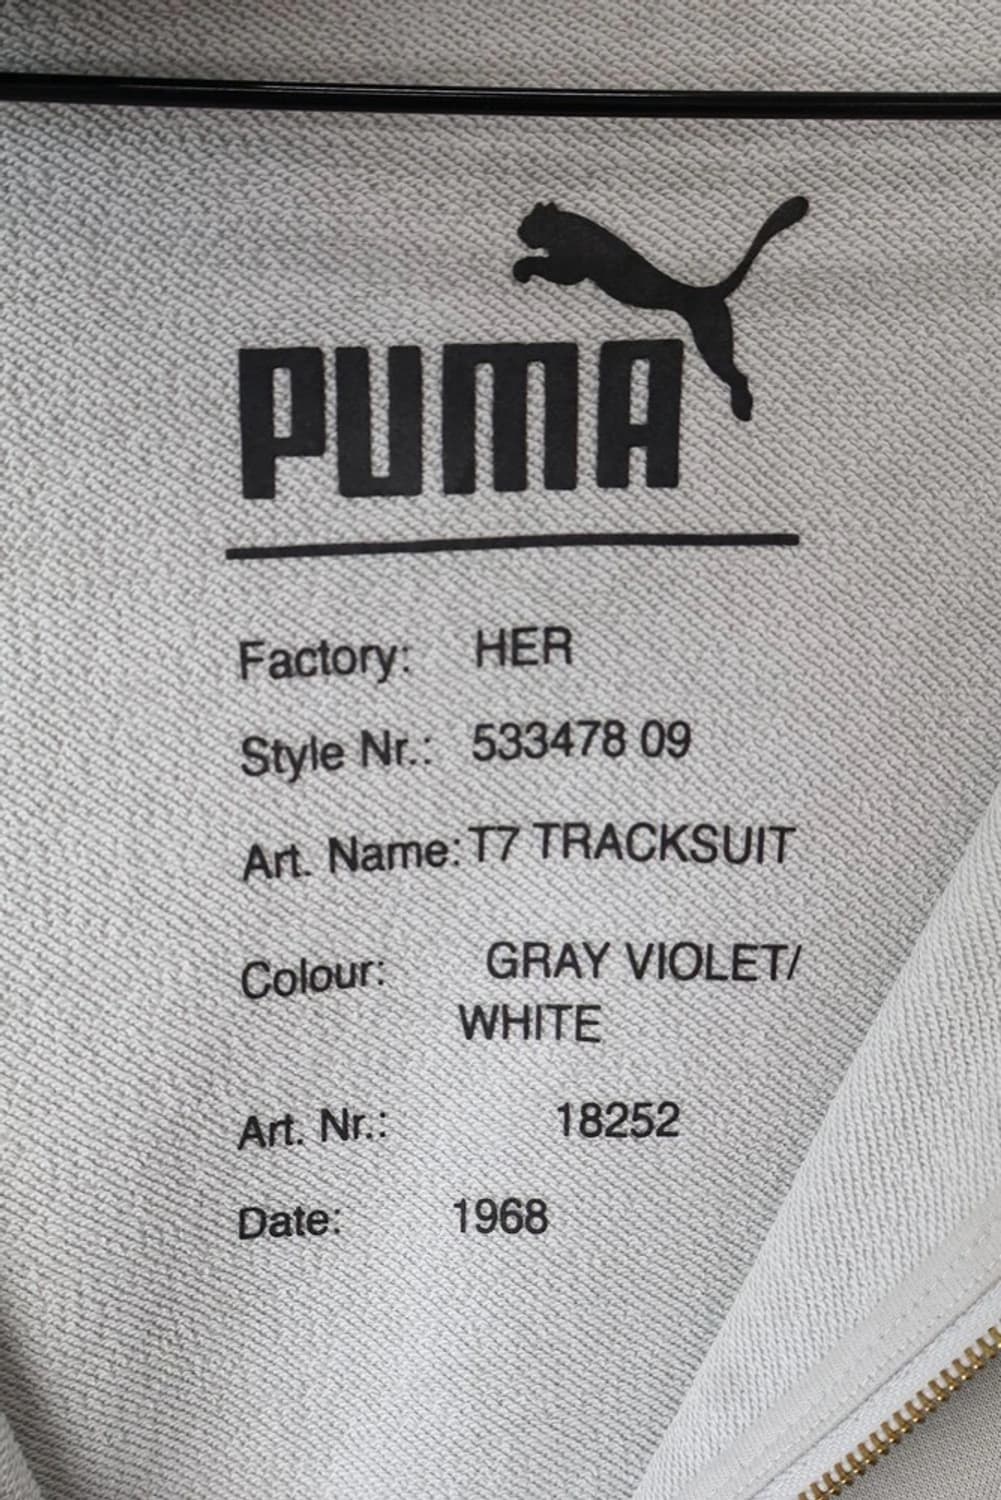 PUMA
Factory: HER
Style Nr.: 533478 09
Art. Name: T7 TRACKSUIT
Colour: GRAY VIOLET/
WHITE
Art. Nr.: 18252
Date: 1968